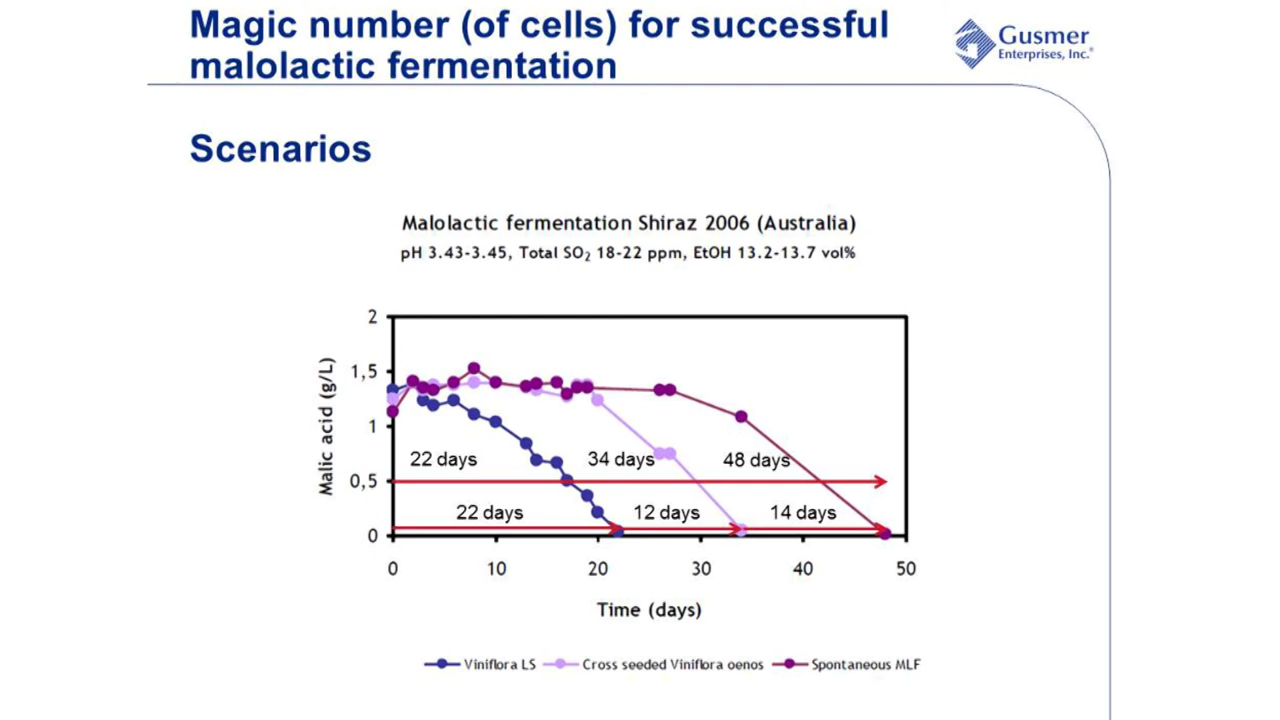 Magic number (of cells) for successful
malolactic fermentation
Gusmer
Enterprises, Inc.®
Scenarios
Malolactic fermentation Shiraz 2006 (Australia)
pH 3.43-3.45, Total SO₂ 18-22 ppm, EtOH 13.2-13.7 vol%
Malic acid (g/L)
2
1,5
1
0,5
0
22 days
34 days
48 days
22 days
12 days
14 days
0 10 20 30 40 50
Time (days)
Viniflora LS Cross seeded Viniflora oenos Spontaneous MLF